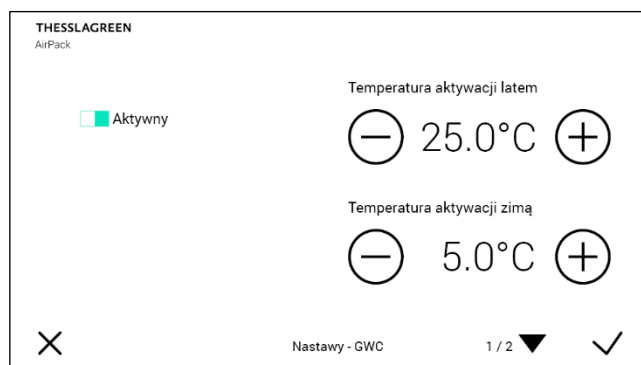 THESSLAGREEN
AirPack
Temperatura aktywacji latem
Aktywny
25.0°C
Temperatura aktywacji zimą
5.0°C
Nastawy - GWC
1 / 2